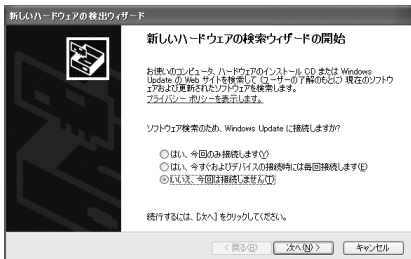 新しいハードウェアの検出ウィザード
新しいハードウェアの検索ウィザードの開始
お使いのコンピュータ、ハードウェアのインストール CD または Windows
Update の Web サイトを検索して (ユーザーの了解のもとに) 現在のソフトウ
ェアおよび更新されたソフトウェアを検索します。
プライバシー ポリシーを表示します。
ソフトウェア検索のため、Windows Update に接続しますか?
はい、今回のみ接続します(Y)
はい、今すぐおよびデバイスの接続時には毎回接続します(E)
いいえ、今回は接続しません(T)
続行するには、[次へ] をクリックしてください。
< 戻る(B)
次へ(N) >
キャンセル